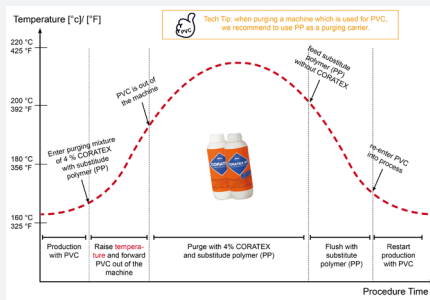 Temperature [°c]/ [°F]
PVC
Tech Tip: when purging a machine which is used for PVC,
we recommend to use PP as a purging carrier.
220 °C
425 °F
200 °C
392 °F
180 °C
356 °F
160 °C
325 °F
Enter purging mixture
of 4 % CORATEX
with substitute
polymer (PP)
PVC is out of
the machine
feed substitute
polymer (PP)
without CORATEX
re-enter PVC
into process
CORATEX
Production
with PVC
Raise tempera-
ture and forward
PVC out of the
machine
Purge with 4% CORATEX
and substitute polymer (PP)
Flush with
substitute
polymer (PP)
Restart
production
with PVC
Procedure Time